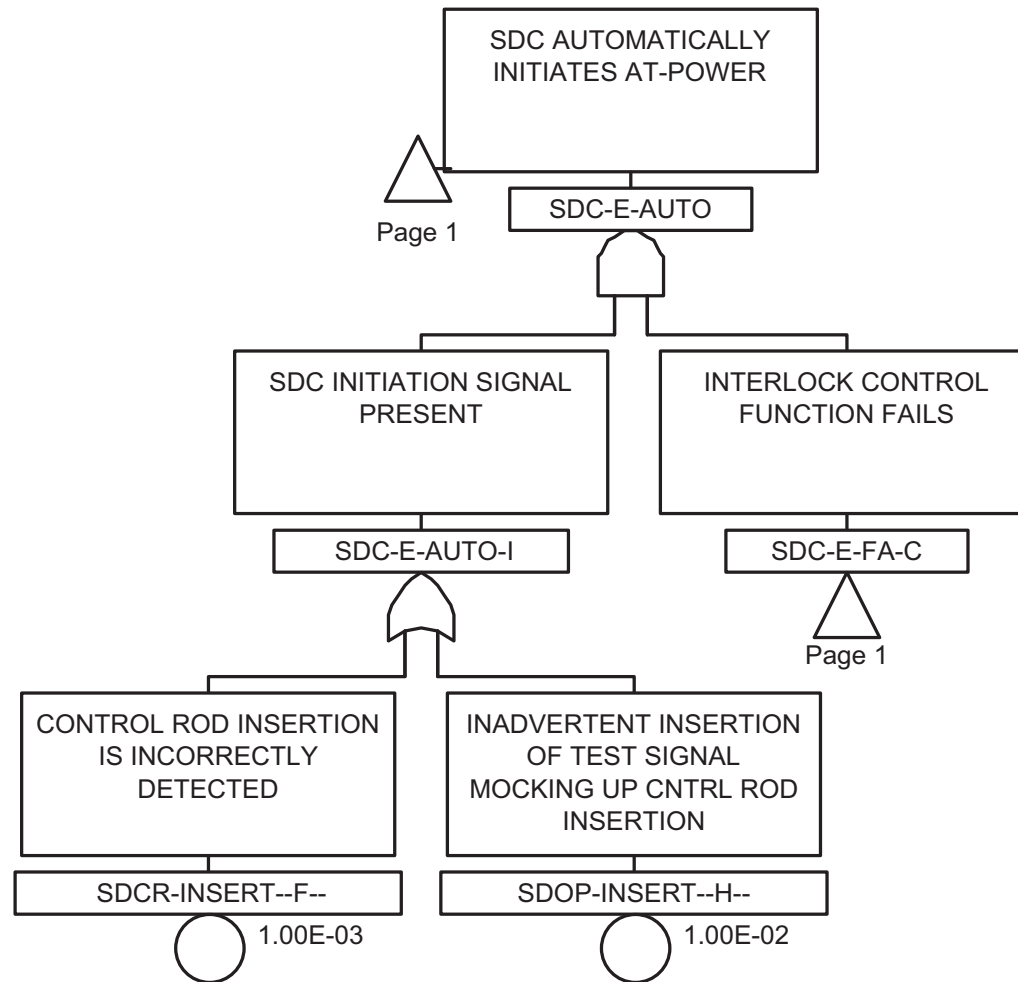 SDC AUTOMATICALLY
INITIATES AT-POWER
Page 1
SDC-E-AUTO
SDC INITIATION SIGNAL
PRESENT
INTERLOCK CONTROL
FUNCTION FAILS
SDC-E-AUTO-I
SDC-E-FA-C
Page 1
CONTROL ROD INSERTION
IS INCORRECTLY
DETECTED
INADVERTENT INSERTION
OF TEST SIGNAL
MOCKING UP CNTRL ROD
INSERTION
SDCR-INSERT--F--
SDOP-INSERT--H--
1.00E-03
1.00E-02